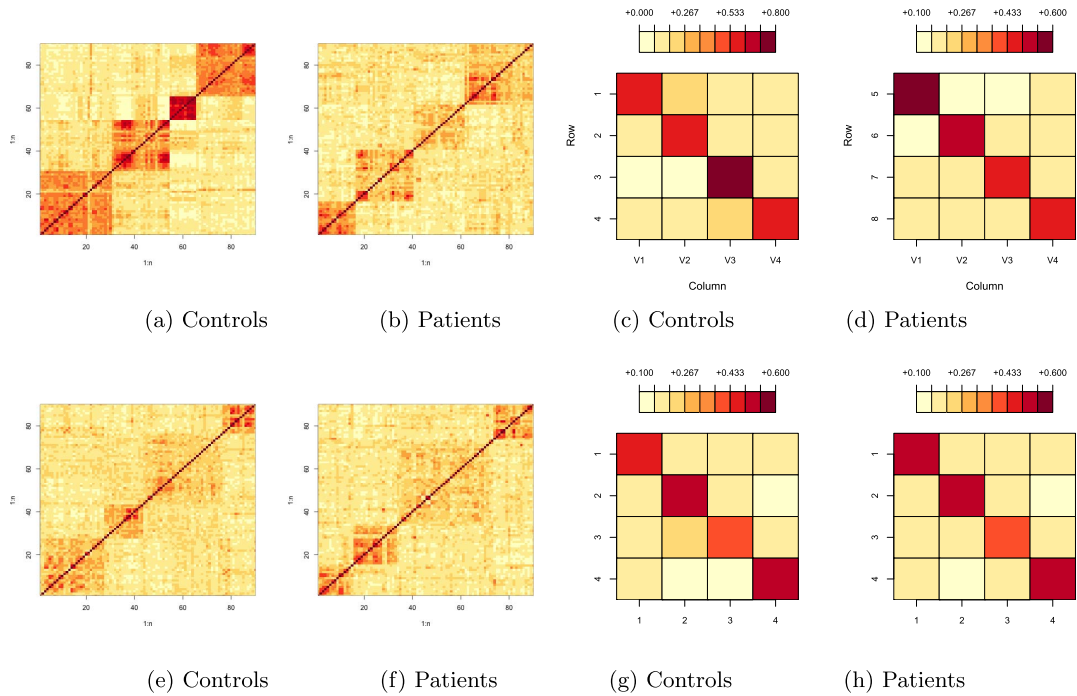 +0.000 +0.267 +0.533 +0.800
+0.100 +0.267 +0.433 +0.600
1:n
20 40 60 80
20 40 60 80
1:n
1:n
20 40 60 80
20 40 60 80
1:n
Row
1
2
3
4
V1 V2 V3 V4
Column
Row
5
6
7
8
V1 V2 V3 V4
Column
(a) Controls
(b) Patients
(c) Controls
(d) Patients
+0.100 +0.267 +0.433 +0.600
+0.100 +0.267 +0.433 +0.600
1:n
20 40 60 80
20 40 60 80
1:n
1:n
20 40 60 80
20 40 60 80
1:n
1
2
3
4
1 2 3 4
1
2
3
4
1 2 3 4
(e) Controls
(f) Patients
(g) Controls
(h) Patients